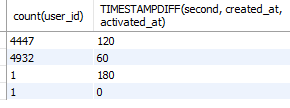 count(user_id) TIMESTAMPDIFF(second, created_at, activated_at)
4447 120
4932 60
1 180
1 0